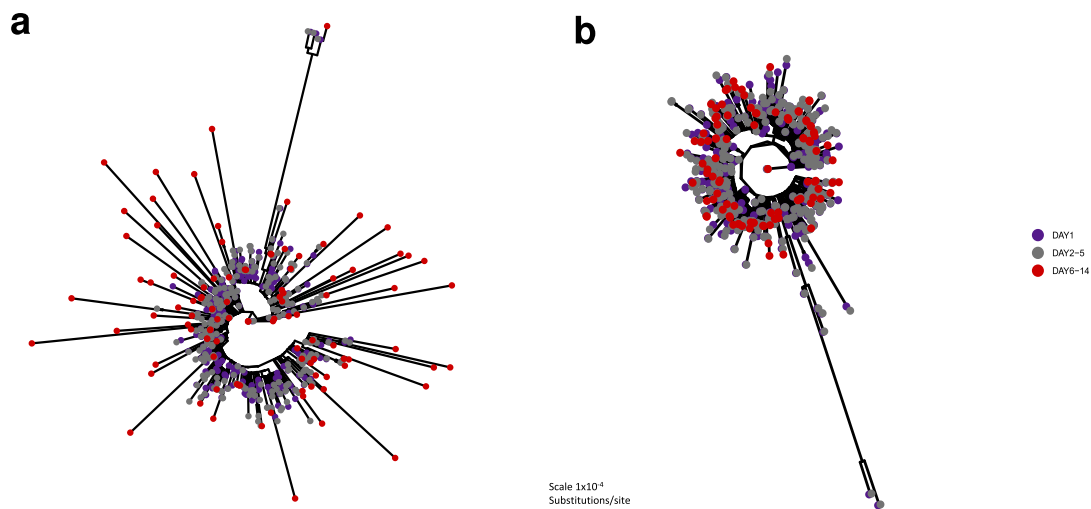 a
b
DAY1
DAY2−5
DAY6−14
Scale 1x10⁻⁴
Substitutions/site